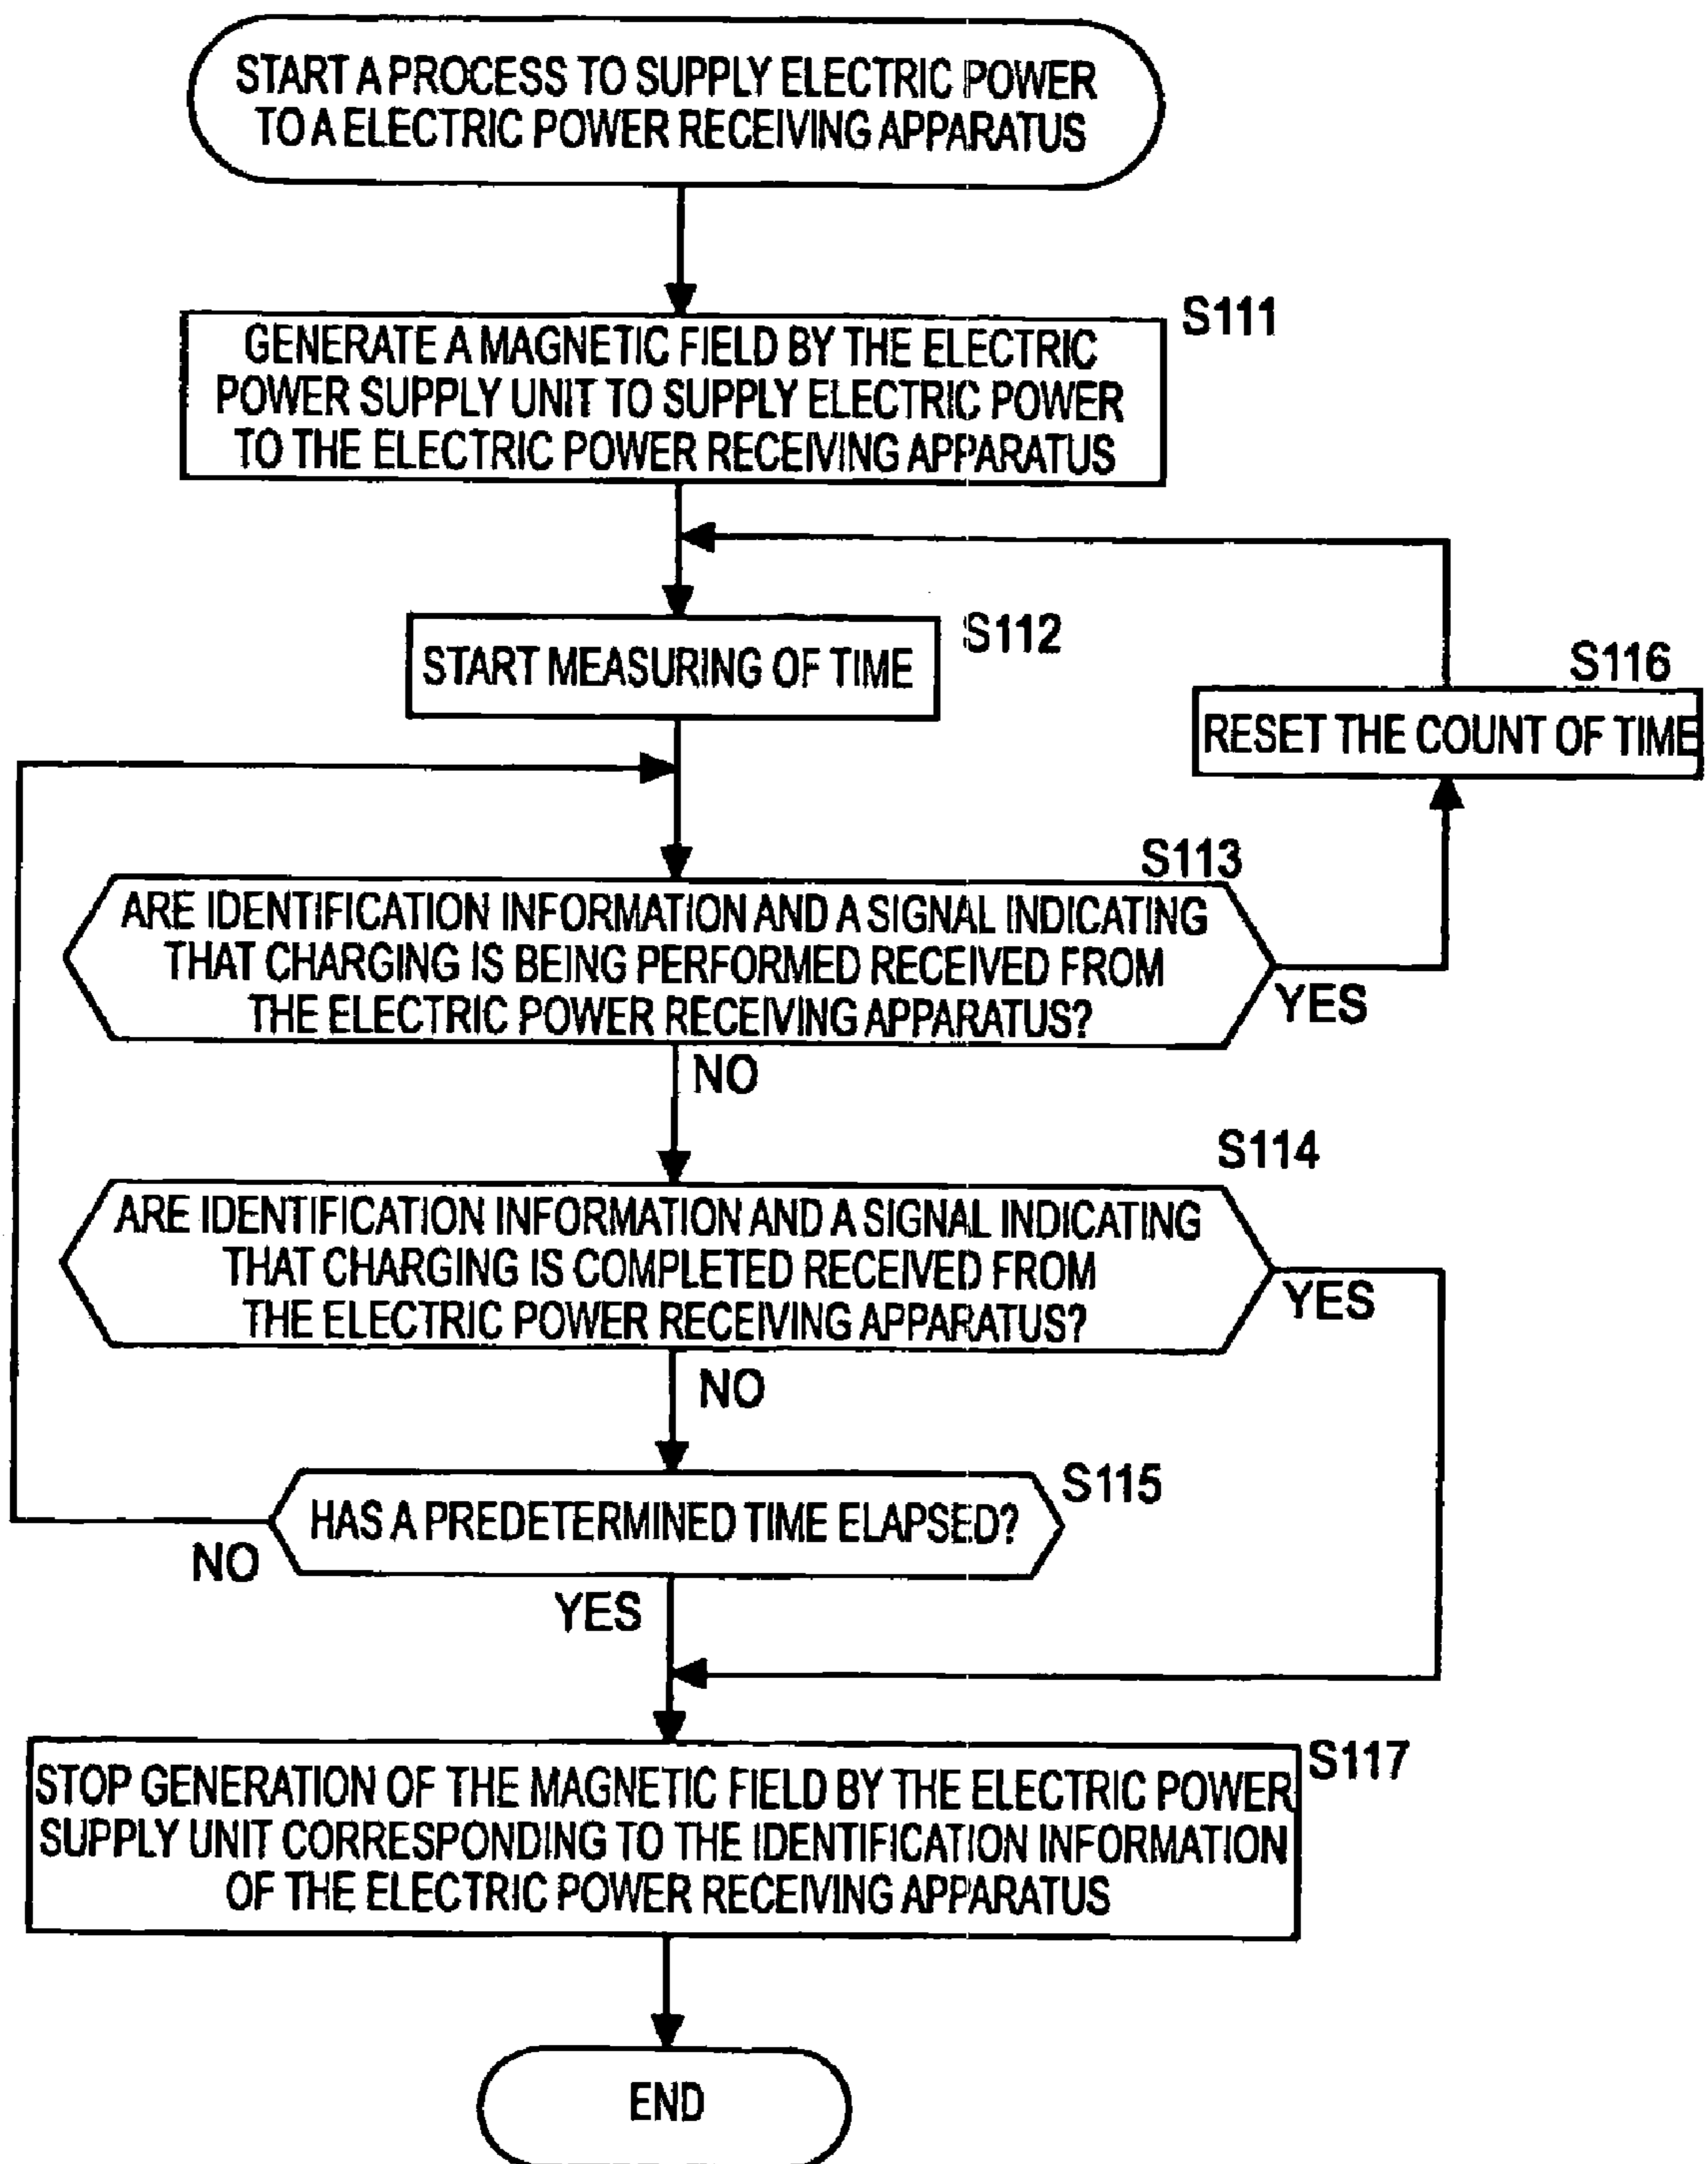 START A PROCESS TO SUPPLY ELECTRIC POWER
TO A ELECTRIC POWER RECEIVING APPARATUS
S111
GENERATE A MAGNETIC FIELD BY THE ELECTRIC
POWER SUPPLY UNIT TO SUPPLY ELECTRIC POWER
TO THE ELECTRIC POWER RECEIVING APPARATUS
S112
START MEASURING OF TIME
S116
RESET THE COUNT OF TIME
S113
ARE IDENTIFICATION INFORMATION AND A SIGNAL INDICATING
THAT CHARGING IS BEING PERFORMED RECEIVED FROM
THE ELECTRIC POWER RECEIVING APPARATUS?
YES
NO
S114
ARE IDENTIFICATION INFORMATION AND A SIGNAL INDICATING
THAT CHARGING IS COMPLETED RECEIVED FROM
THE ELECTRIC POWER RECEIVING APPARATUS?
YES
NO
S115
HAS A PREDETERMINED TIME ELAPSED?
NO
YES
S117
STOP GENERATION OF THE MAGNETIC FIELD BY THE ELECTRIC POWER
SUPPLY UNIT CORRESPONDING TO THE IDENTIFICATION INFORMATION
OF THE ELECTRIC POWER RECEIVING APPARATUS
END